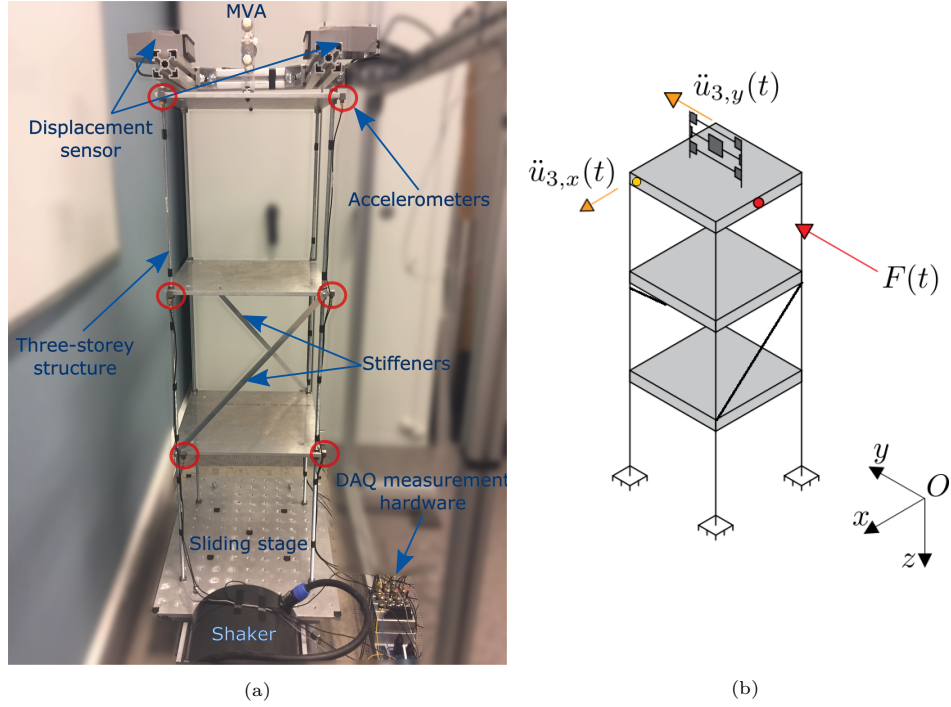 MVA
Displacement
sensor
Accelerometers
Three-storey
structure
Stiffeners
DAQ measurement
hardware
Sliding stage
Shaker
(a)
ü₃,y(t)
ü₃,x(t)
F(t)
y
O
x
z
(b)